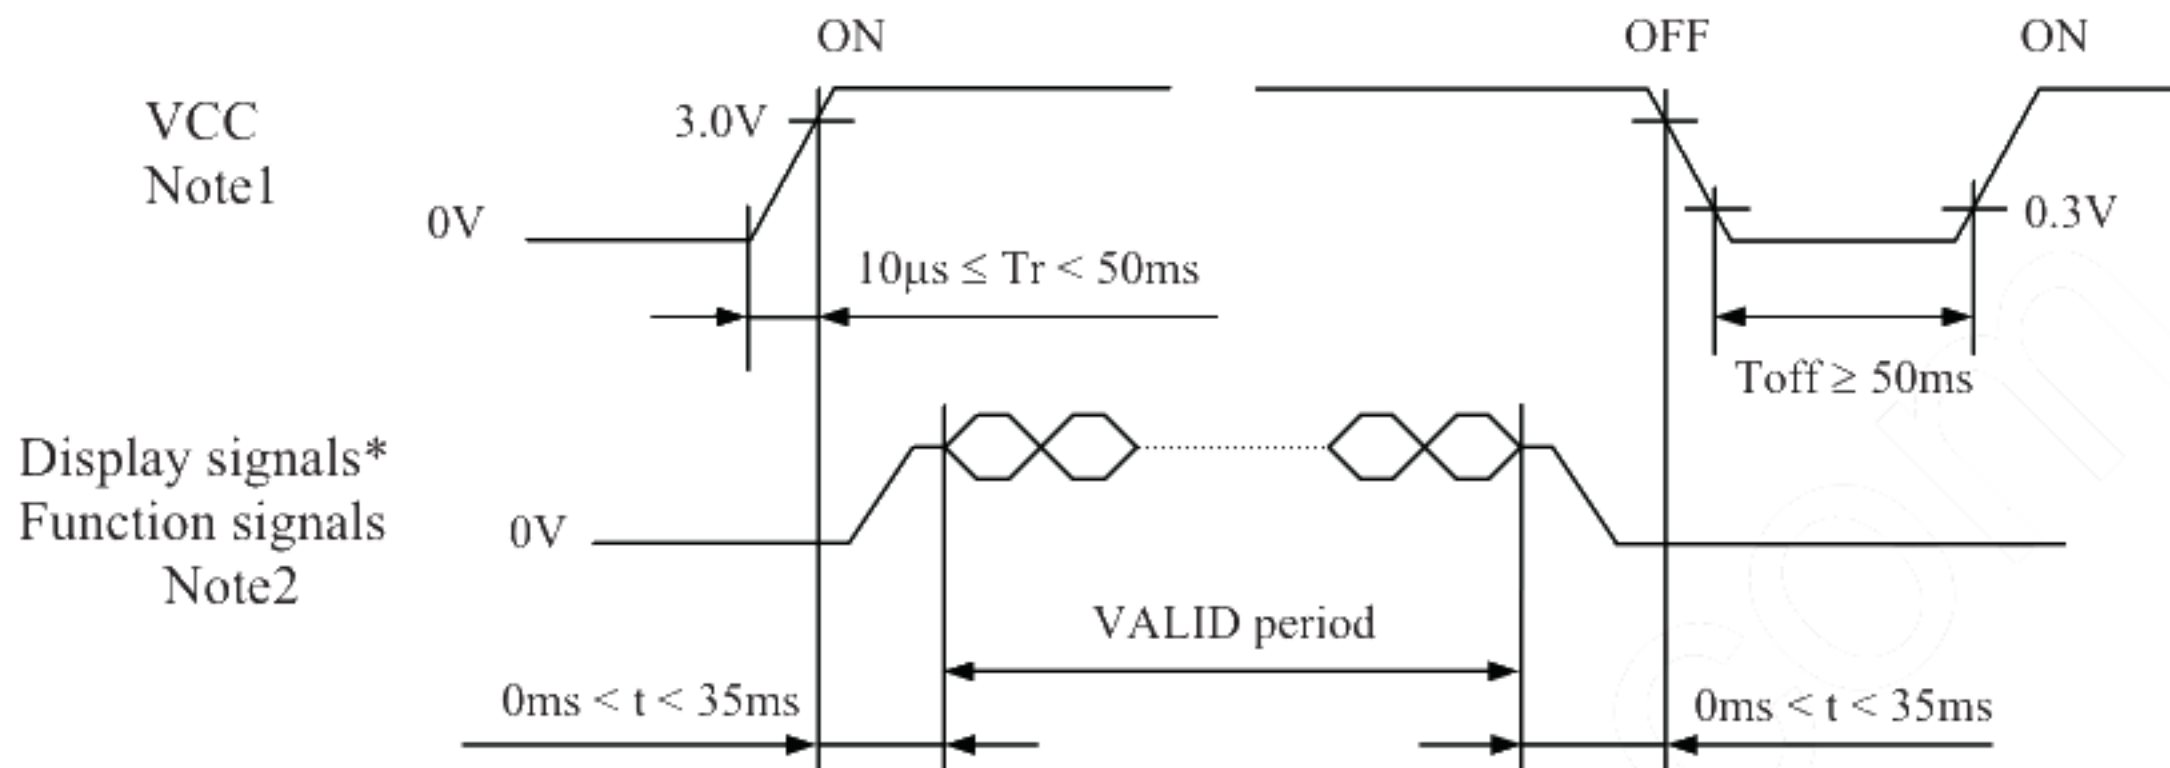 ON
OFF
ON
VCC
Note1
3.0V
0V
0.3V
10μs ≤ Tr < 50ms
Toff ≥ 50ms
Display signals*
Function signals
Note2
0V
VALID period
0ms < t < 35ms
0ms < t < 35ms